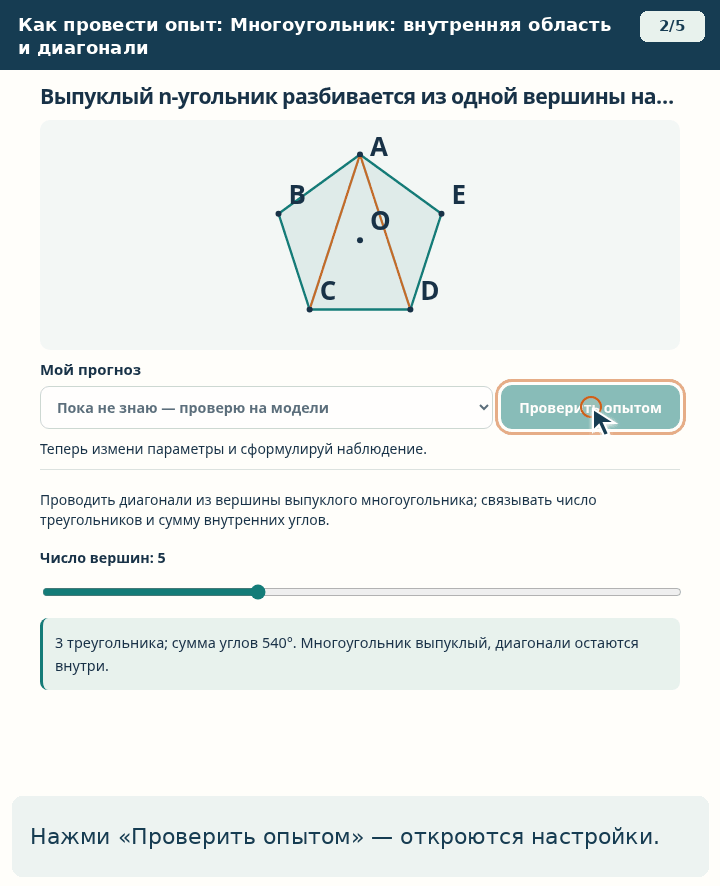 Как провести опыт: Многоугольник: внутренняя область
и диагонали
2/5
Выпуклый n-угольник разбивается из одной вершины на...
A
B
E
O
C
D
Мой прогноз
Пока не знаю — проверю на модели
Проверить опытом
Теперь измени параметры и сформулируй наблюдение.
Проводить диагонали из вершины выпуклого многоугольника; связывать число
треугольников и сумму внутренних углов.
Число вершин: 5
3 треугольника; сумма углов 540°. Многоугольник выпуклый, диагонали остаются
внутри.
Нажми «Проверить опытом» — откроются настройки.